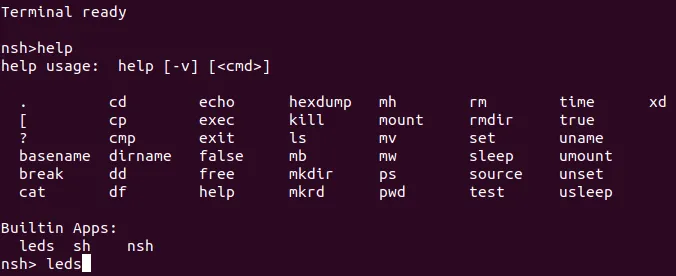 Terminal ready
nsh>help
help usage:  help [-v] [<cmd>]
  .         cd        echo      hexdump   mh        rm        time      xd
  [         cp        exec      kill      mount     rmdir     true
  ?         cmp       exit      ls        mv        set       uname
  basename  dirname   false     mb        mw        sleep     umount
  break     dd        free      mkdir     ps        source    unset
  cat       df        help      mkrd      pwd       test      usleep
Builtin Apps:
  leds  sh    nsh
nsh> leds